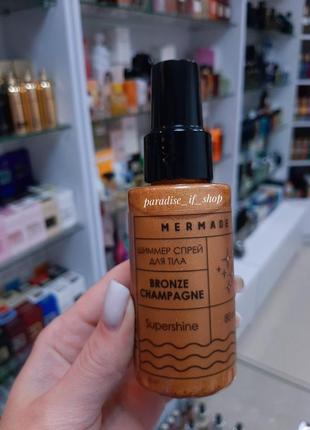 paradise_if_shop
MERMADE
ШИММЕР СПРЕЙ
ДЛЯ ТІЛА
BRONZE
CHAMPAGNE
Supershine